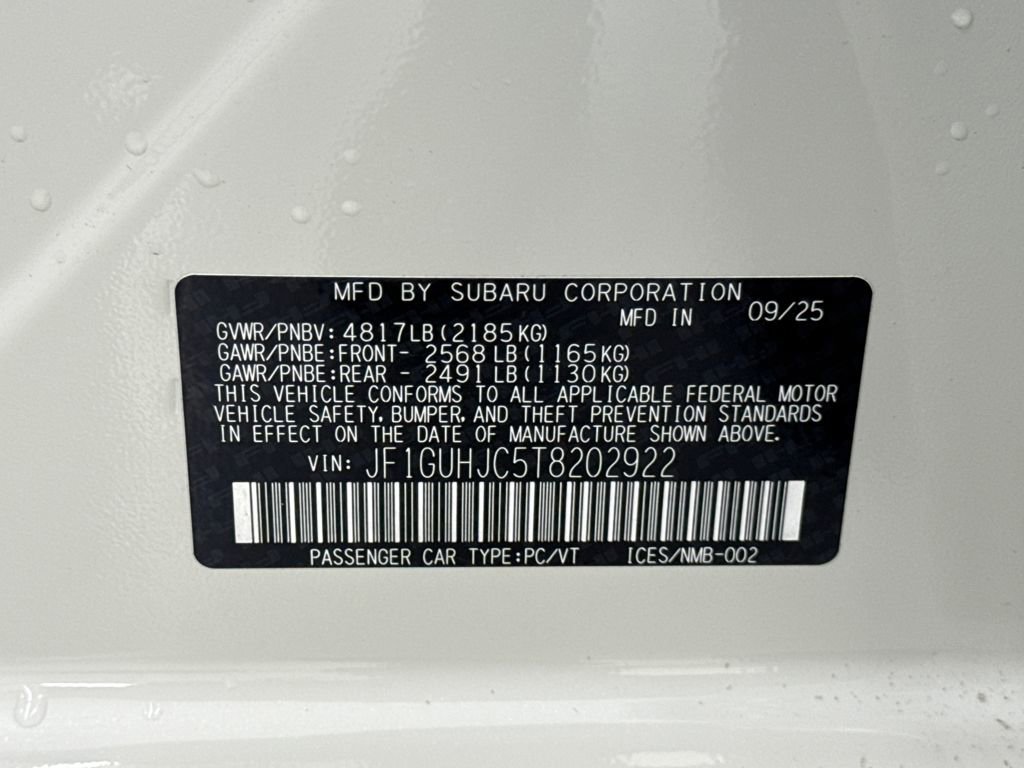 MFD BY SUBARU CORPORATION
MFD IN 09/25
GVWR/PNBV: 4817LB(2185KG)
GAWR/PNBE:FRONT- 2568LB(1165KG)
GAWR/PNBE:REAR - 2491LB(1130KG)
THIS VEHICLE CONFORMS TO ALL APPLICABLE FEDERAL MOTOR
VEHICLE SAFETY, BUMPER, AND THEFT PREVENTION STANDARDS
IN EFFECT ON THE DATE OF MANUFACTURE SHOWN ABOVE.
VIN: JF1GUHJC5T8202922
PASSENGER CAR TYPE:PC/VT ICES/NMB-002